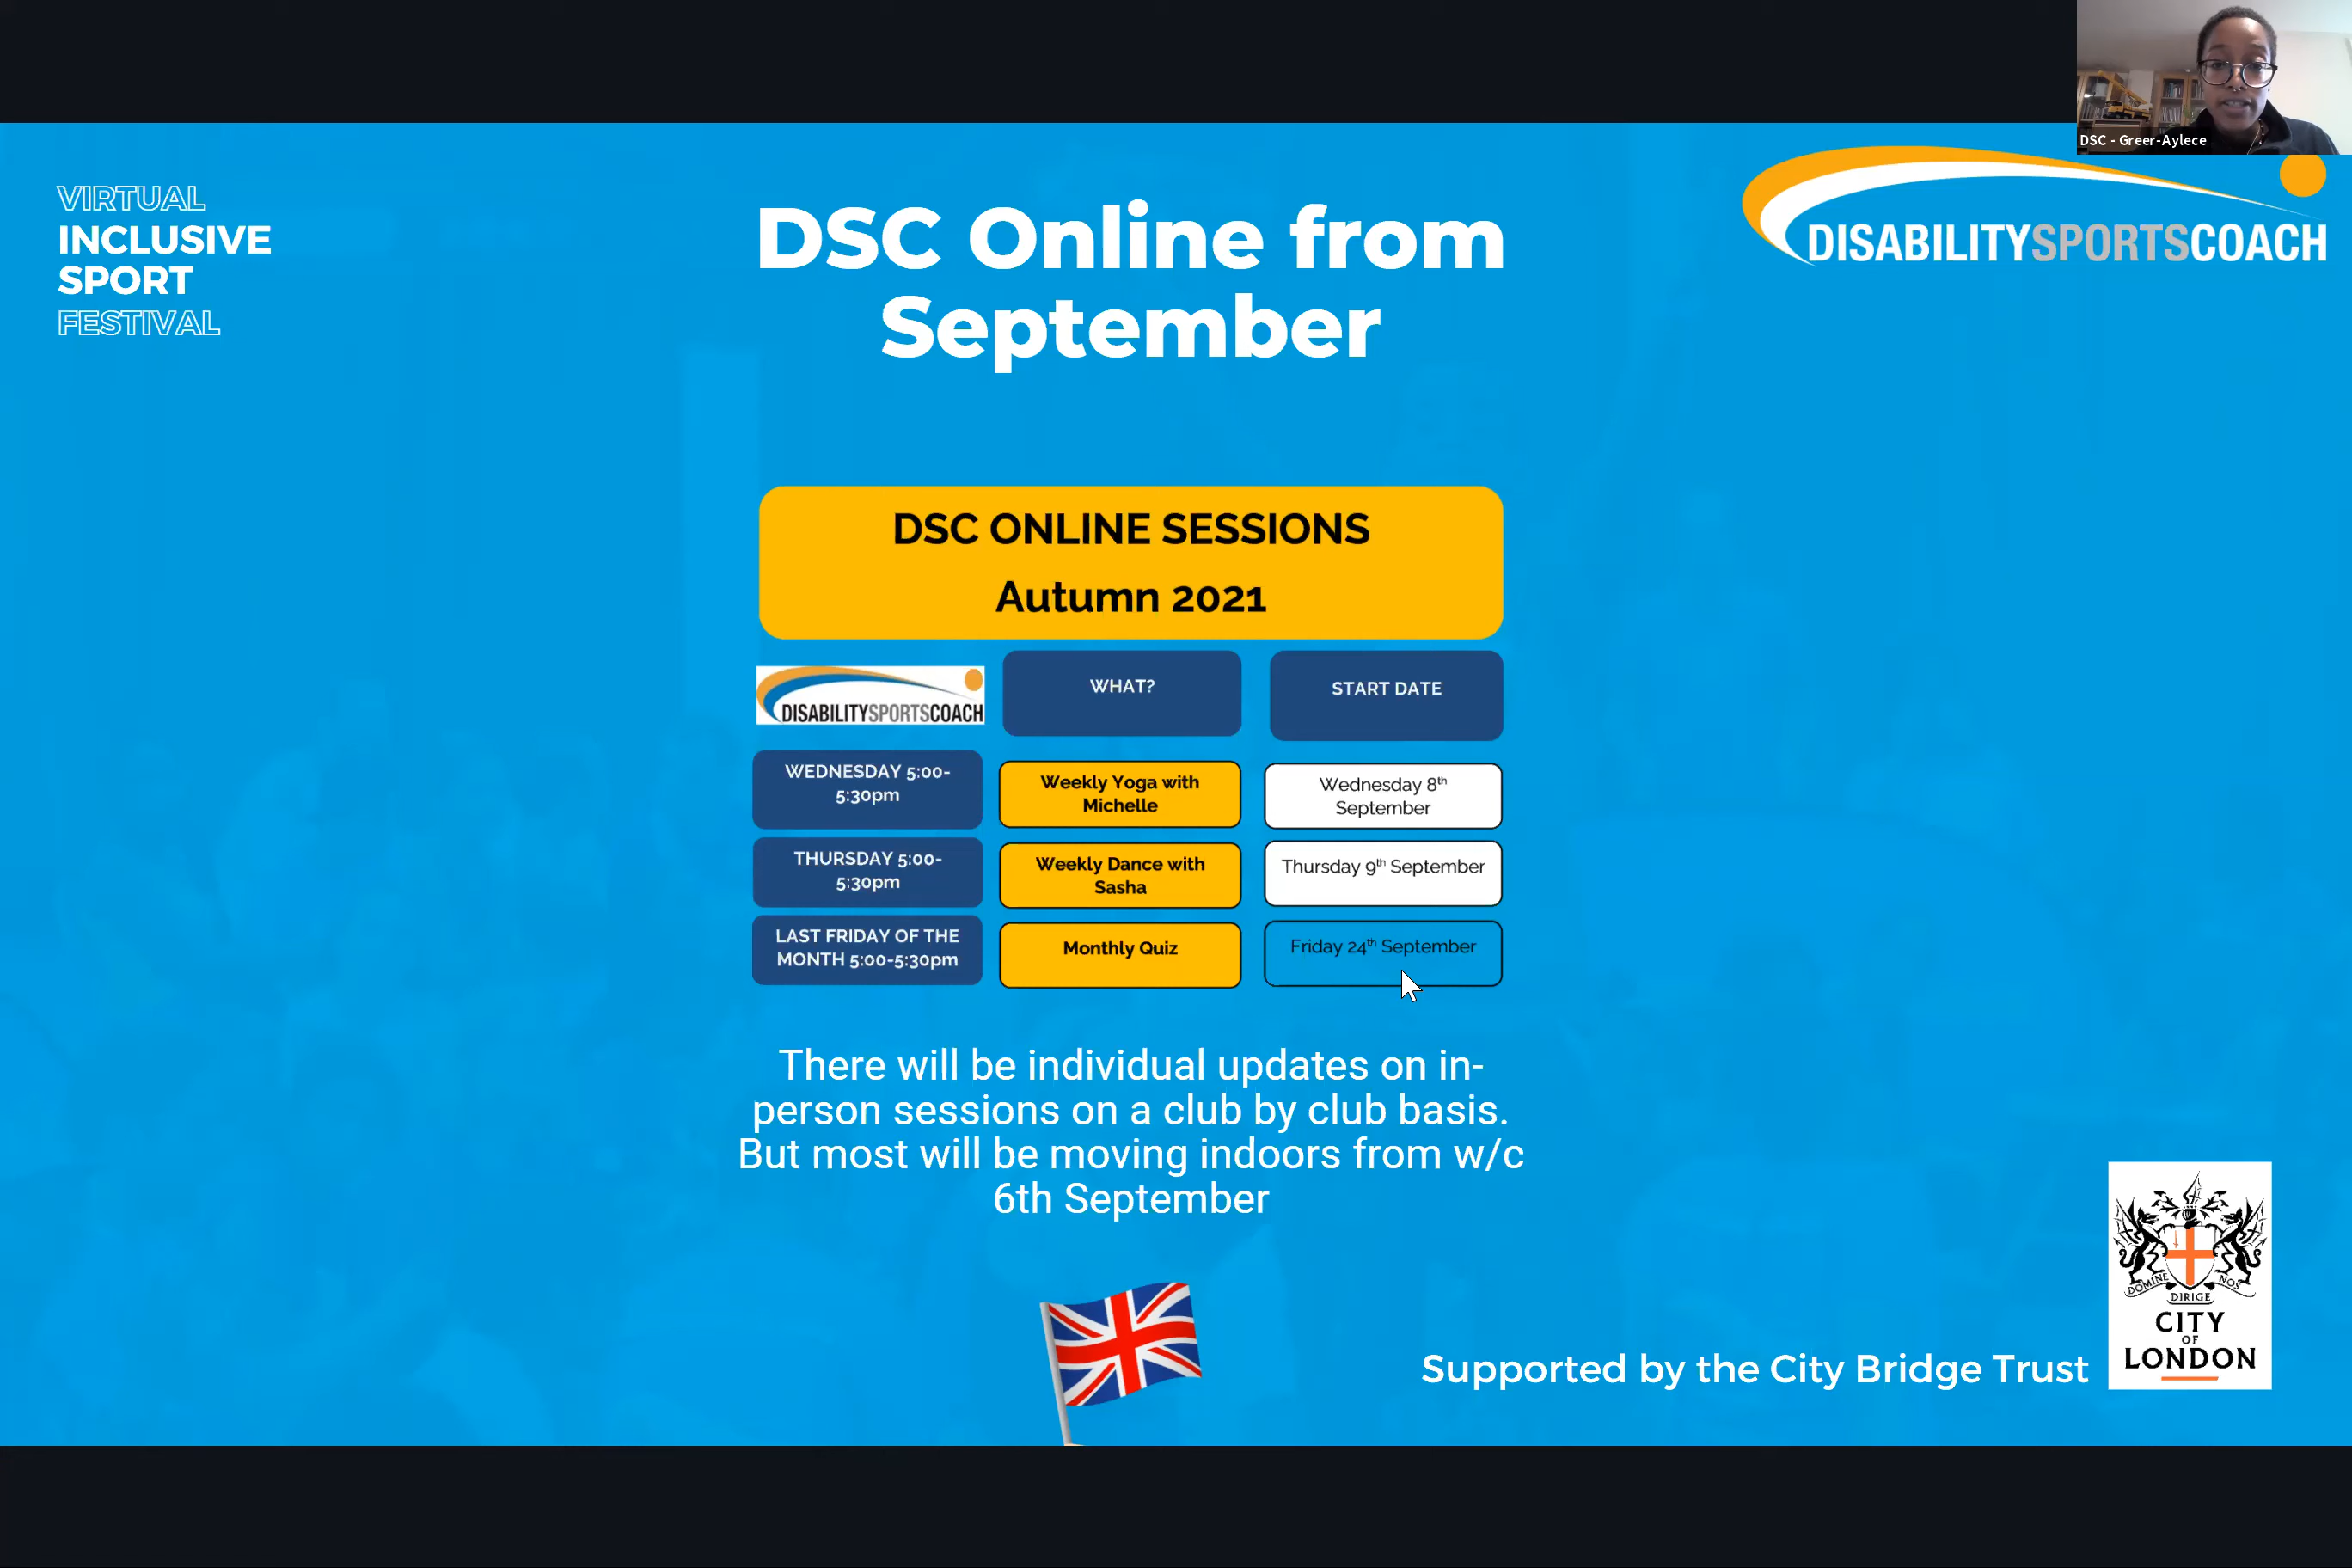 DSC - Greer-Aylece
VIRTUAL
INCLUSIVE
SPORT
FESTIVAL
DSC Online from
September
DISABILITYSPORTSCOACH
DSC ONLINE SESSIONS
Autumn 2021
DISABILITYSPORTSCOACH
WHAT?
START DATE
WEDNESDAY 5:00-
5:30pm
Weekly Yoga with
Michelle
Wednesday 8th
September
THURSDAY 5:00-
5:30pm
Weekly Dance with
Sasha
Thursday 9th September
LAST FRIDAY OF THE
MONTH 5:00-5:30pm
Monthly Quiz
Friday 24th September
There will be individual updates on in-
person sessions on a club by club basis.
But most will be moving indoors from w/c
6th September
Supported by the City Bridge Trust
DOMINE DIRIGE NOS
CITY
OF
LONDON